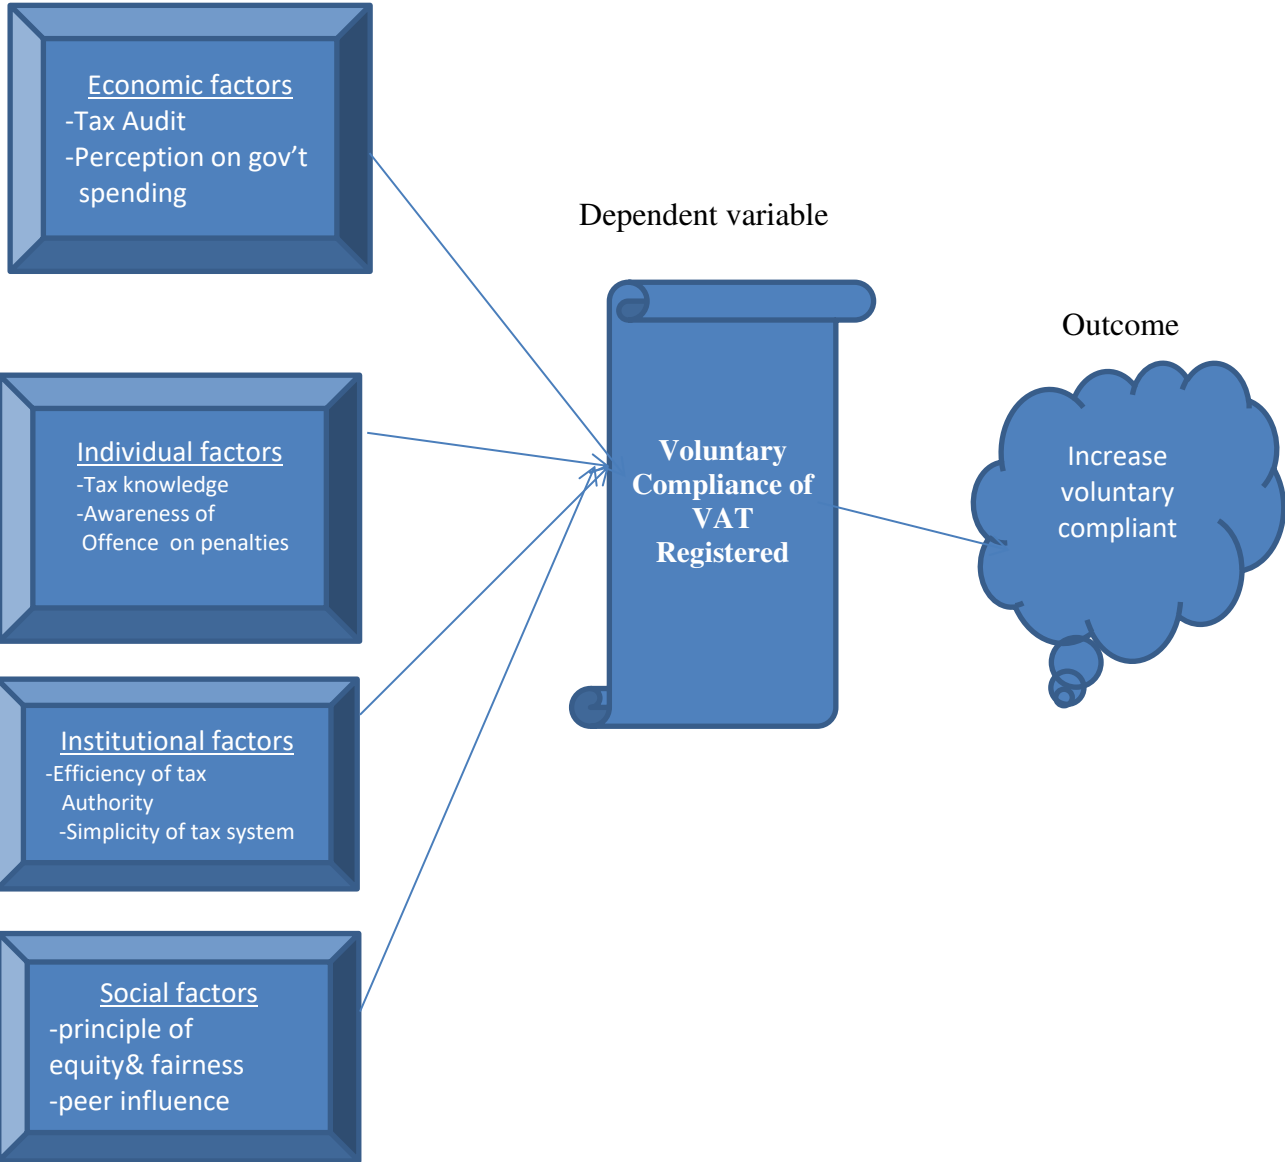 Economic factors
-Tax Audit
-Perception on gov’t
spending
Dependent variable
Outcome
Individual factors
-Tax knowledge
-Awareness of
Offence on penalties
Voluntary
Compliance of
VAT
Registered
Increase
voluntary
compliant
Institutional factors
-Efficiency of tax
Authority
-Simplicity of tax system
Social factors
-principle of
equity& fairness
-peer influence